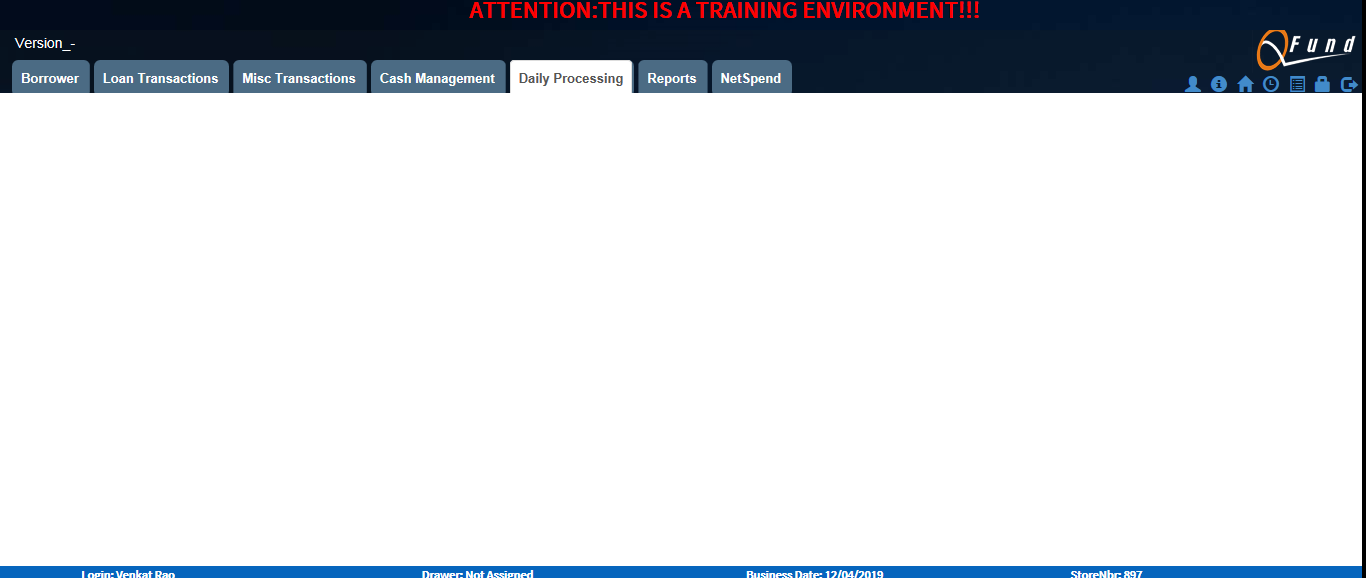 ATTENTION:THIS IS A TRAINING ENVIRONMENT!!!
Version_-
QFund
Borrower Loan Transactions Misc Transactions Cash Management Daily Processing Reports NetSpend
Login: Venkat Rao Drawer: Not Assigned Business Date: 12/04/2019 StoreNbr: 897